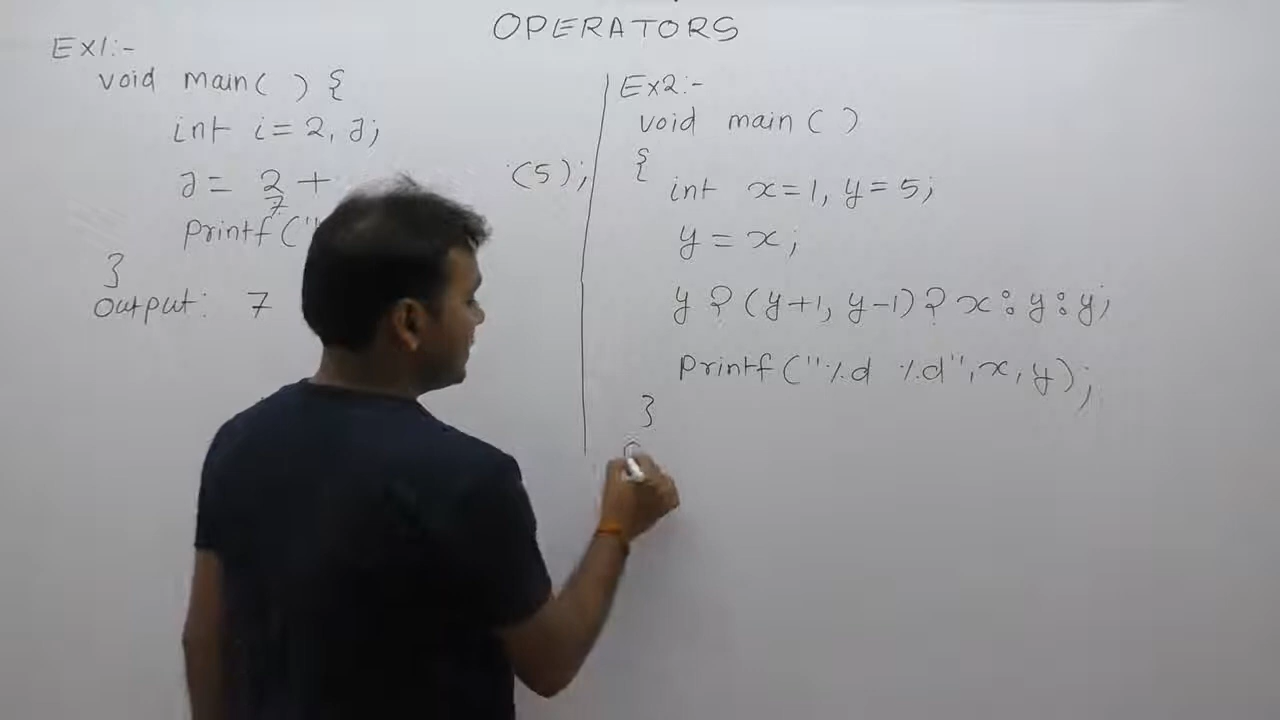 OPERATORS
Ex1:-
void main( ) {
int i=2, j;
j= 2 + (5);
7
Printf("
}
Output: 7
Ex2:-
void main ( )
{
int x=1, y=5;
y = x;
y ? (y+1, y-1) ? x : y : y;
Printf ("%d %d", x, y);
}